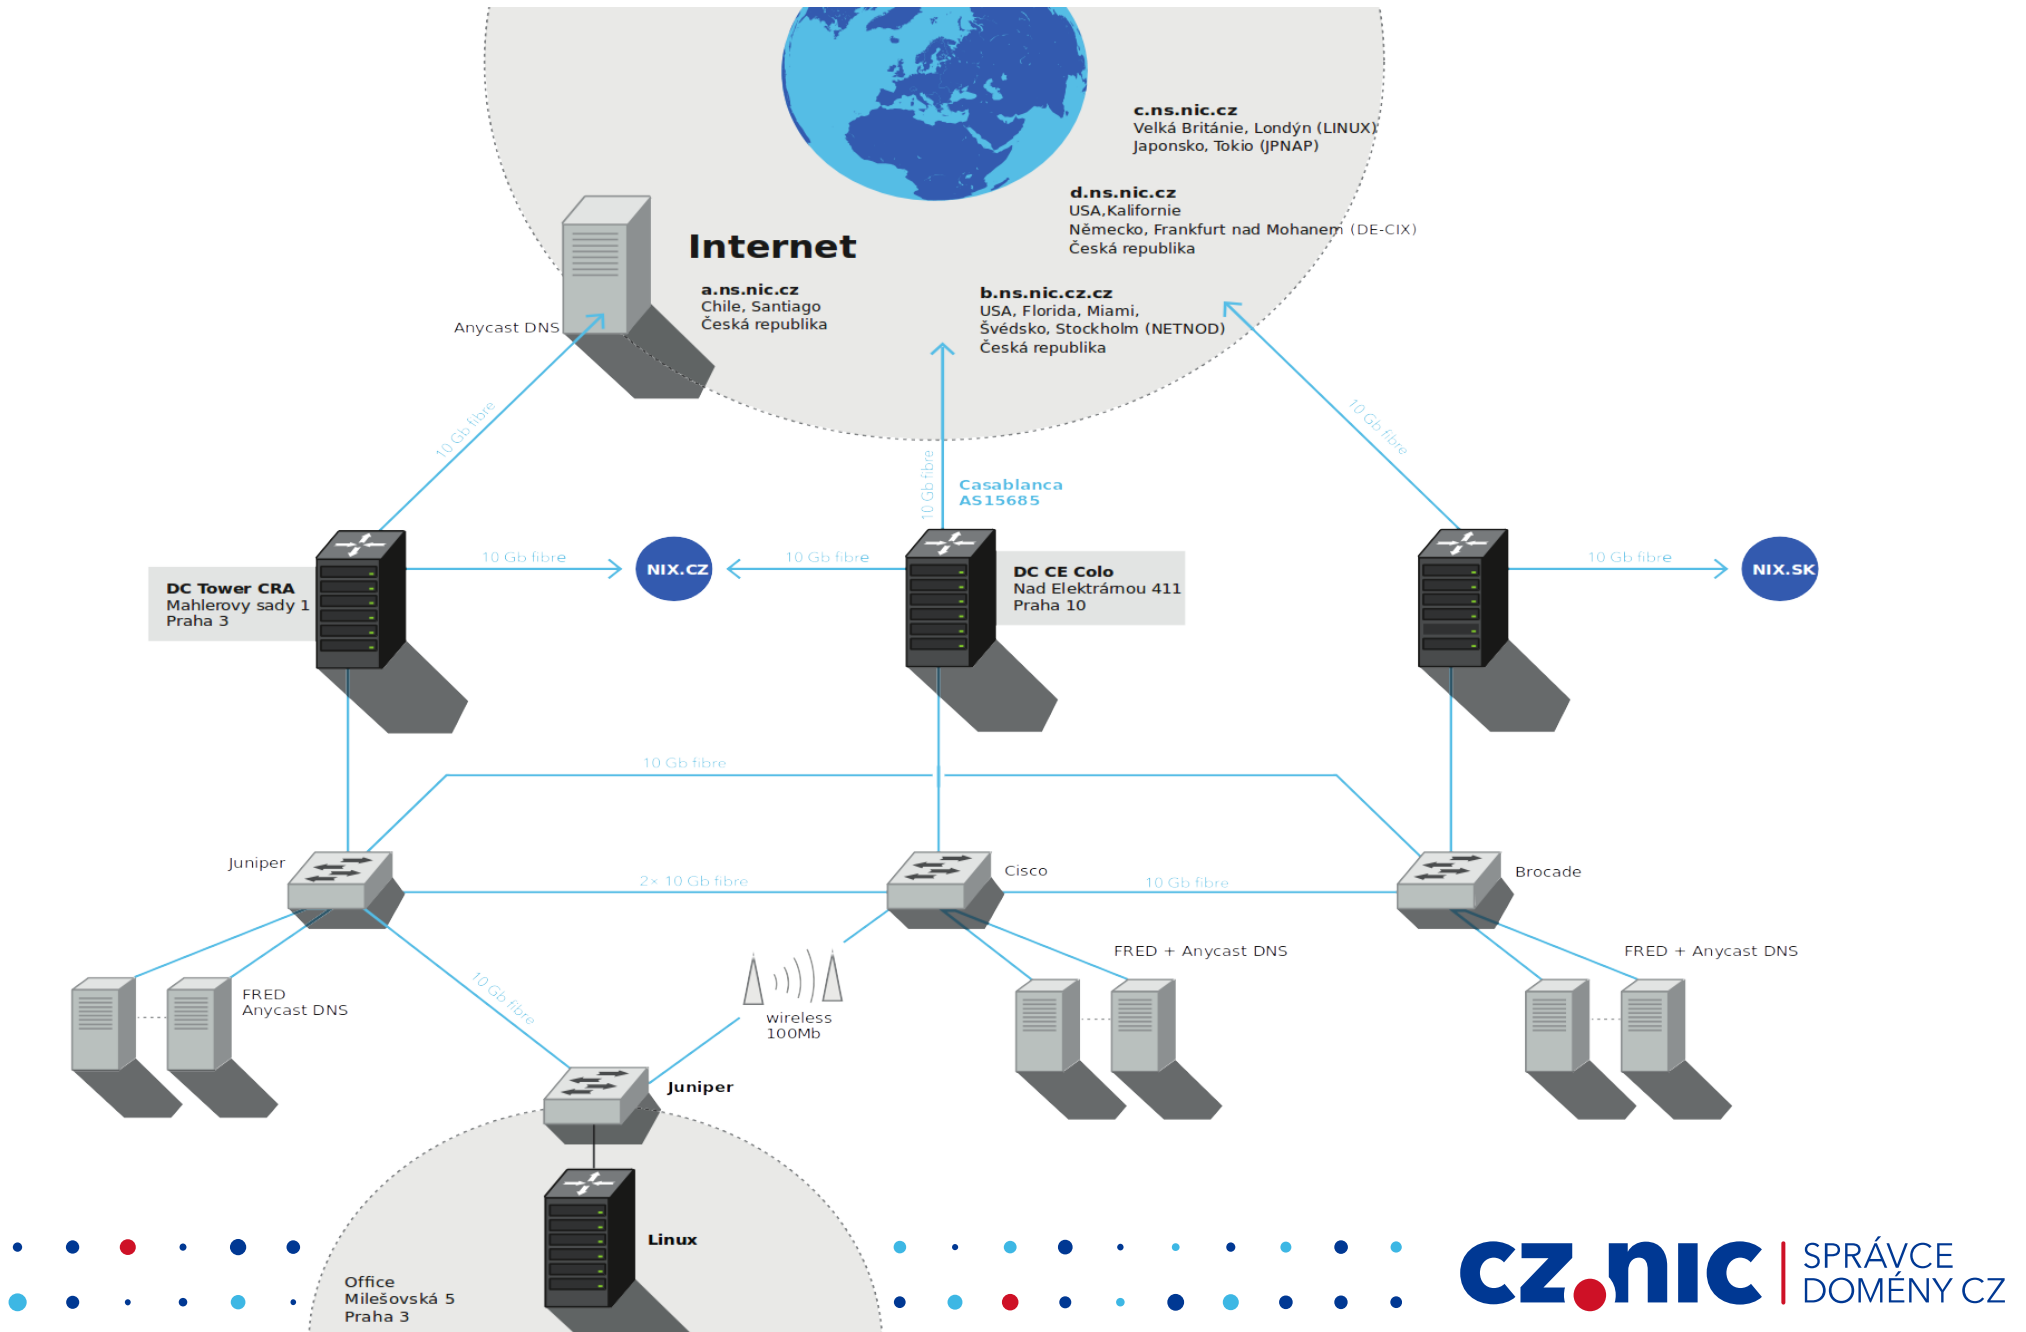 c.ns.nic.cz
Velká Británie, Londýn (LINUX)
Japonsko, Tokio (JPNAP)
d.ns.nic.cz
USA,Kalifornie
Německo, Frankfurt nad Mohanem (DE-CIX)
Česká republika
Internet
a.ns.nic.cz
Chile, Santiago
Česká republika
b.ns.nic.cz.cz
USA, Florida, Miami,
Švédsko, Stockholm (NETNOD)
Česká republika
Anycast DNS
10 Gb fibre
10 Gb fibre
10 Gb fibre
Casablanca
AS15685
10 Gb fibre
NIX.CZ
10 Gb fibre
10 Gb fibre
NIX.SK
DC Tower CRA
Mahlerovy sady 1
Praha 3
DC CE Colo
Nad Elektrárnou 411
Praha 10
10 Gb fibre
Juniper
2× 10 Gb fibre
Cisco
10 Gb fibre
Brocade
FRED
Anycast DNS
10 Gb fibre
wireless
100Mb
FRED + Anycast DNS
FRED + Anycast DNS
Juniper
Linux
Office
Milešovská 5
Praha 3
CZ.NIC
SPRÁVCE
DOMÉNY CZ